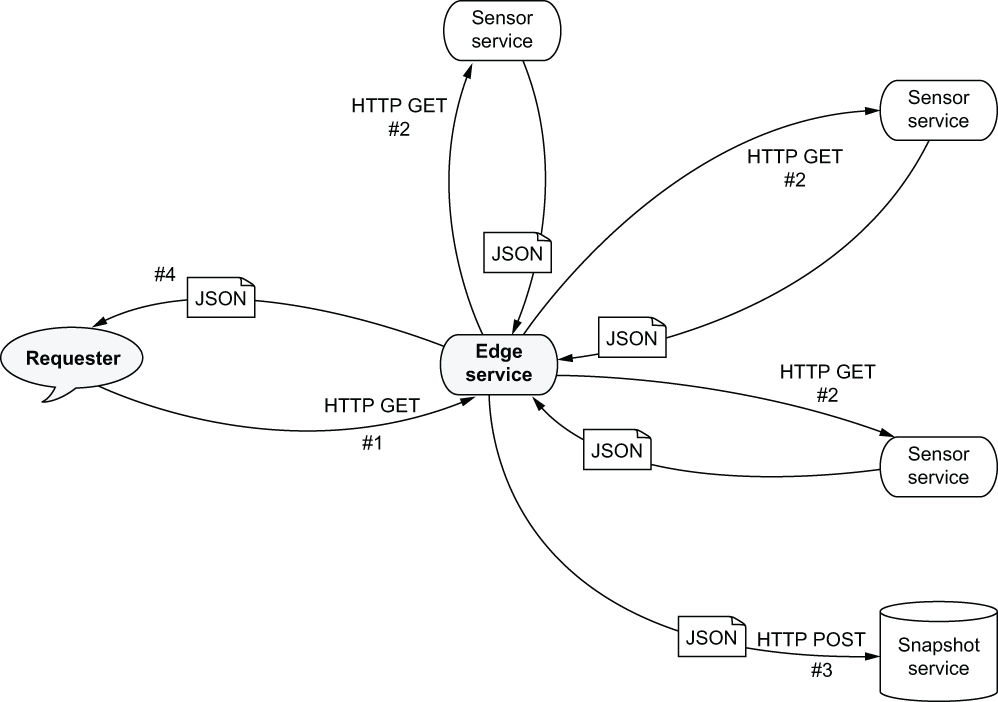 Sensor
service
HTTP GET
#2
Sensor
service
HTTP GET
#2
JSON
#4
JSON
JSON
Requester
Edge
service
HTTP GET
#2
HTTP GET
#1
JSON
Sensor
service
JSON
HTTP POST
#3
Snapshot
service